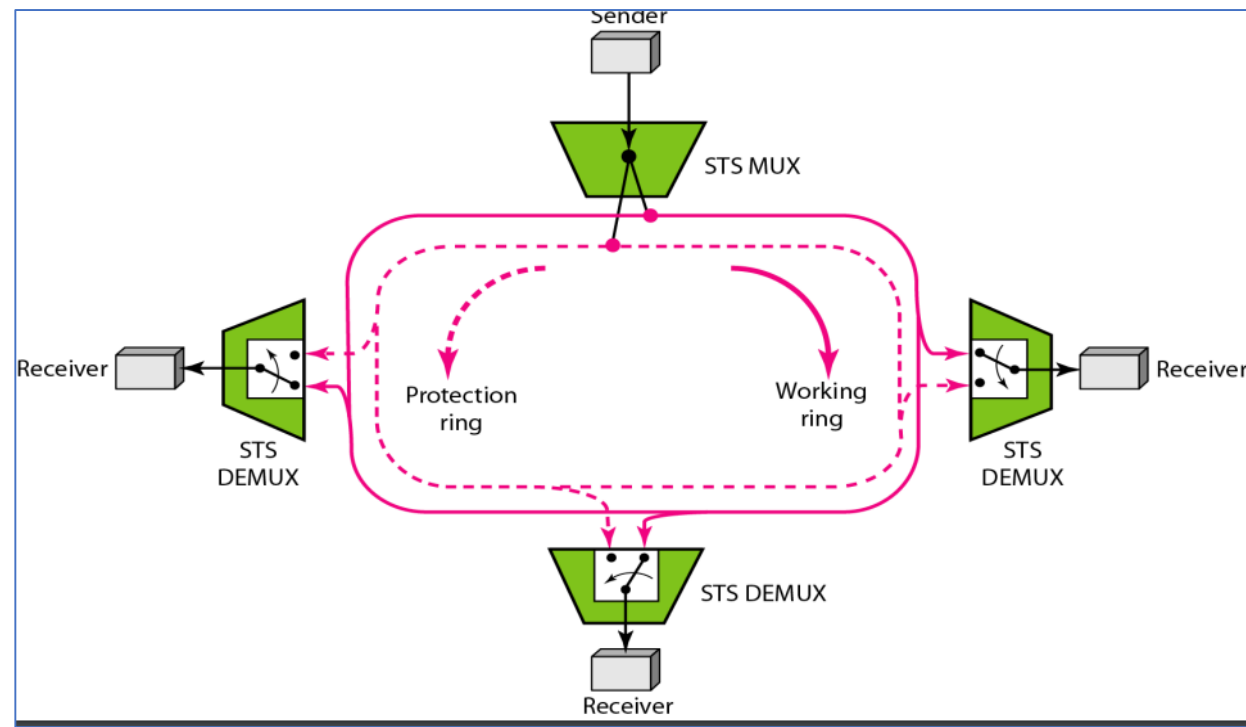 Sender
STS MUX
Receiver
Protection
ring
Working
ring
Receiver
STS
DEMUX
STS
DEMUX
STS DEMUX
Receiver